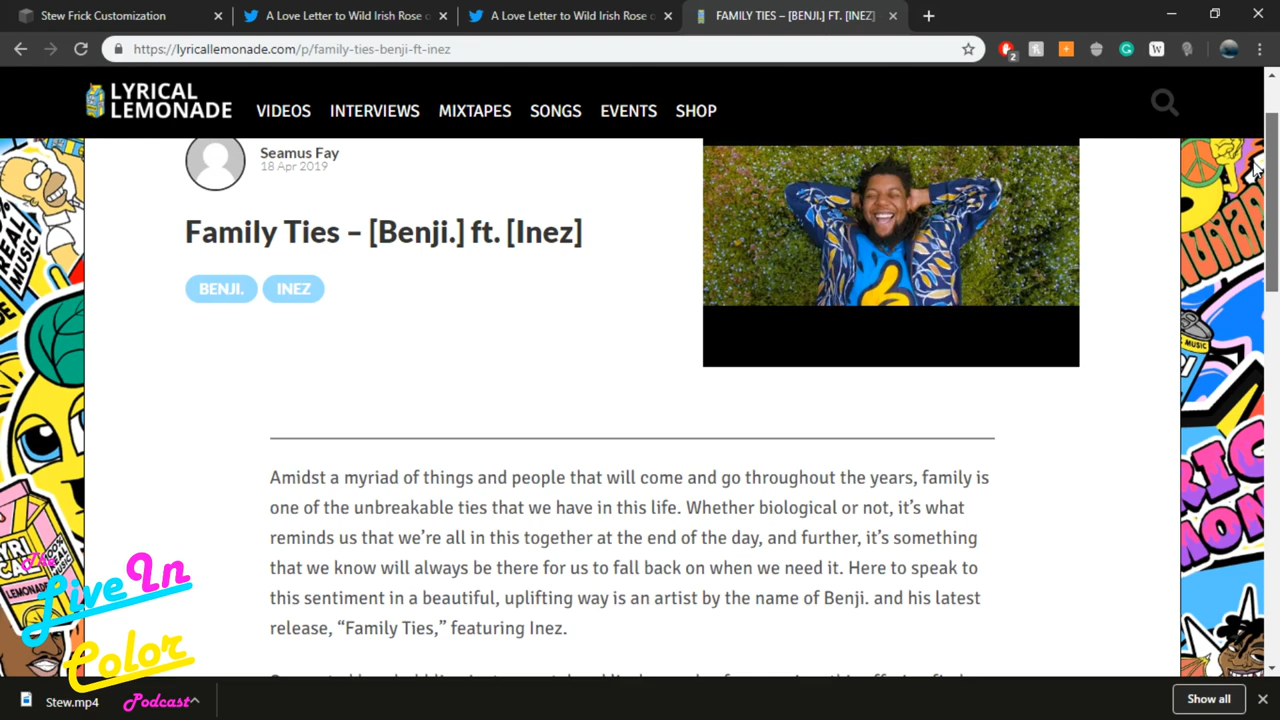 Stew Frick Customization
A Love Letter to Wild Irish Rose o
A Love Letter to Wild Irish Rose o
FAMILY TIES – [BENJI.] FT. [INEZ]
https://lyricallemonade.com/p/family-ties-benji-ft-inez
2
LYRICAL
LEMONADE
VIDEOS INTERVIEWS MIXTAPES SONGS EVENTS SHOP
Seamus Fay
18 Apr 2019
Family Ties – [Benji.] ft. [Inez]
BENJI. INEZ
Amidst a myriad of things and people that will come and go throughout the years, family is
one of the unbreakable ties that we have in this life. Whether biological or not, it's what
reminds us that we're all in this together at the end of the day, and further, it's something
that we know will always be there for us to fall back on when we need it. Here to speak to
this sentiment in a beautiful, uplifting way is an artist by the name of Benji. and his latest
release, “Family Ties,” featuring Inez.
REAL
MUSIC
LEMONADE
The
Live In
Color
Podcast
Stew.mp4
Show all